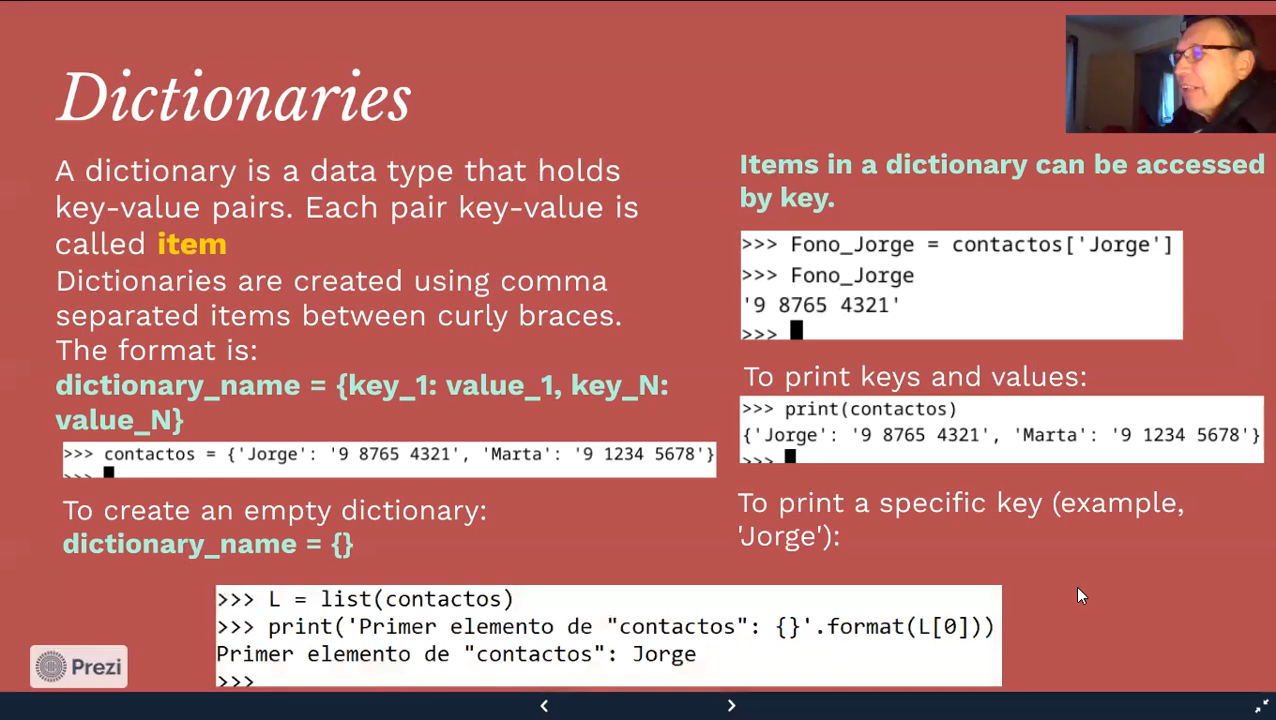 Dictionaries
A dictionary is a data type that holds
key-value pairs. Each pair key-value is
called item
Dictionaries are created using comma
separated items between curly braces.
The format is:
dictionary_name = {key_1: value_1, key_N:
value_N}
>>> contactos = {'Jorge': '9 8765 4321', 'Marta': '9 1234 5678'}
>>>
To create an empty dictionary:
dictionary_name = {}
Items in a dictionary can be accessed
by key.
>>> Fono_Jorge = contactos['Jorge']
>>> Fono_Jorge
'9 8765 4321'
>>>
To print keys and values:
>>> print(contactos)
{'Jorge': '9 8765 4321', 'Marta': '9 1234 5678'}
>>>
To print a specific key (example,
'Jorge'):
>>> L = list(contactos)
>>> print('Primer elemento de "contactos": {}'.format(L[0]))
Primer elemento de "contactos": Jorge
>>>
Prezi